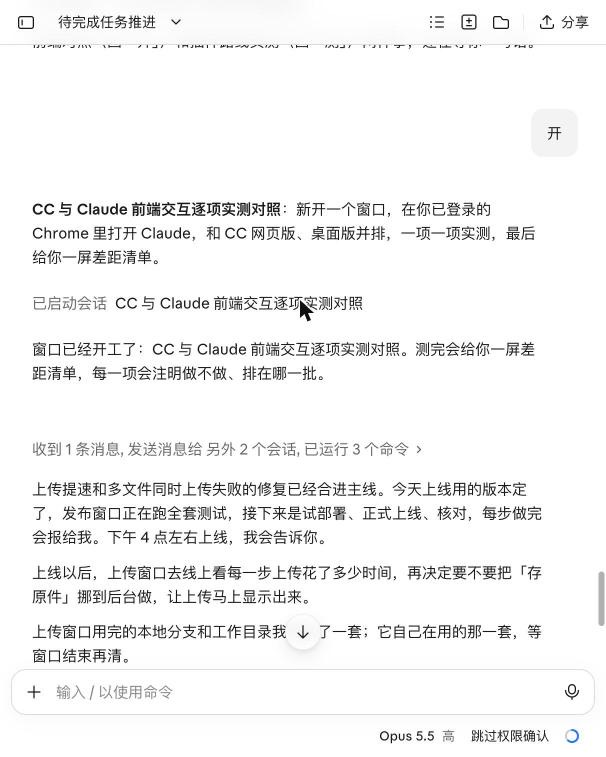 待完成任务推进
分享
开
CC 与 Claude 前端交互逐项实测对照：新开一个窗口，在你已登录的
Chrome 里打开 Claude，和 CC 网页版、桌面版并排，一项一项实测，最后
给你一屏差距清单。
已启动会话 CC 与 Claude 前端交互逐项实测对照
窗口已经开工了：CC 与 Claude 前端交互逐项实测对照。测完会给你一屏差
距清单，每一项会注明做不做、排在哪一批。
收到 1 条消息, 发送消息给 另外 2 个会话, 已运行 3 个命令
上传提速和多文件同时上传失败的修复已经合进主线。今天上线用的版本定
了，发布窗口正在跑全套测试，接下来是试部署、正式上线、核对，每步做完
会报给我。下午 4 点左右上线，我会告诉你。
上线以后，上传窗口去线上看每一步上传花了多少时间，再决定要不要把「存
原件」挪到后台做，让上传马上显示出来。
上传窗口用完的本地分支和工作目录我 了一套；它自己在用的那一套，等
窗口结束再清。
输入 / 以使用命令
Opus 5.5 高 跳过权限确认